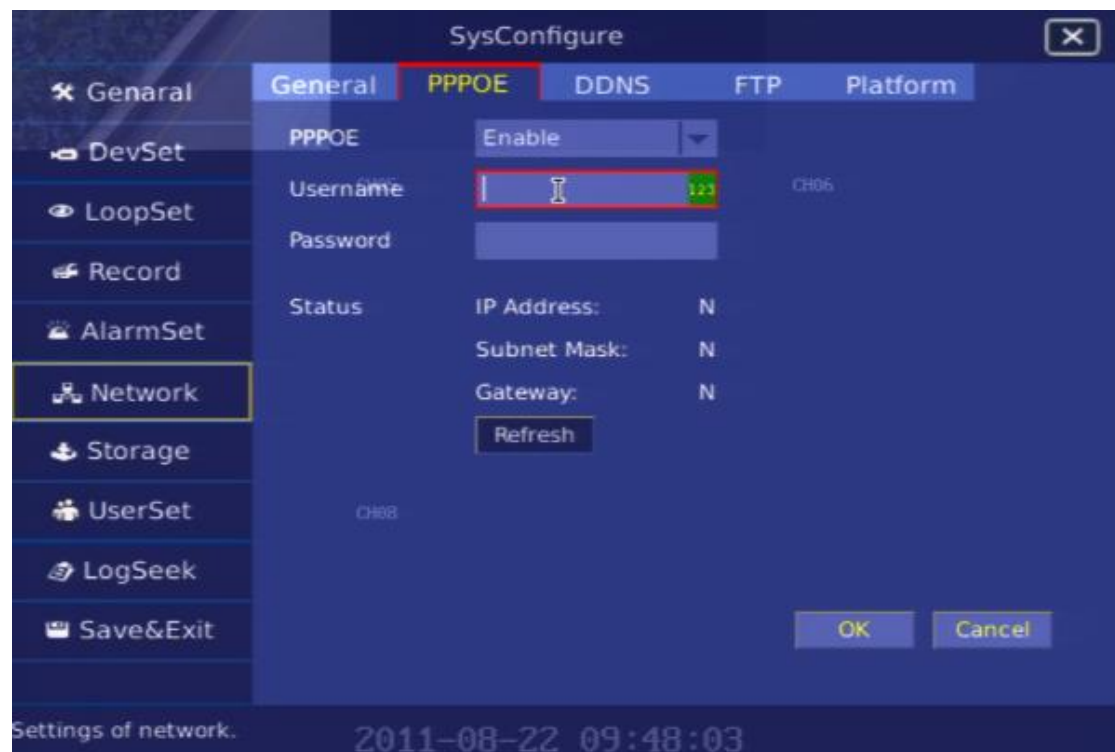 SysConfigure
Genaral
DevSet
LoopSet
Record
AlarmSet
Network
Storage
UserSet
LogSeek
Save&Exit
General PPPOE DDNS FTP Platform
PPPOE Enable
Username 123
CH06
Password
Status IP Address: N
Subnet Mask: N
Gateway: N
Refresh
CH08
OK Cancel
Settings of network.
2011-08-22 09:48:03